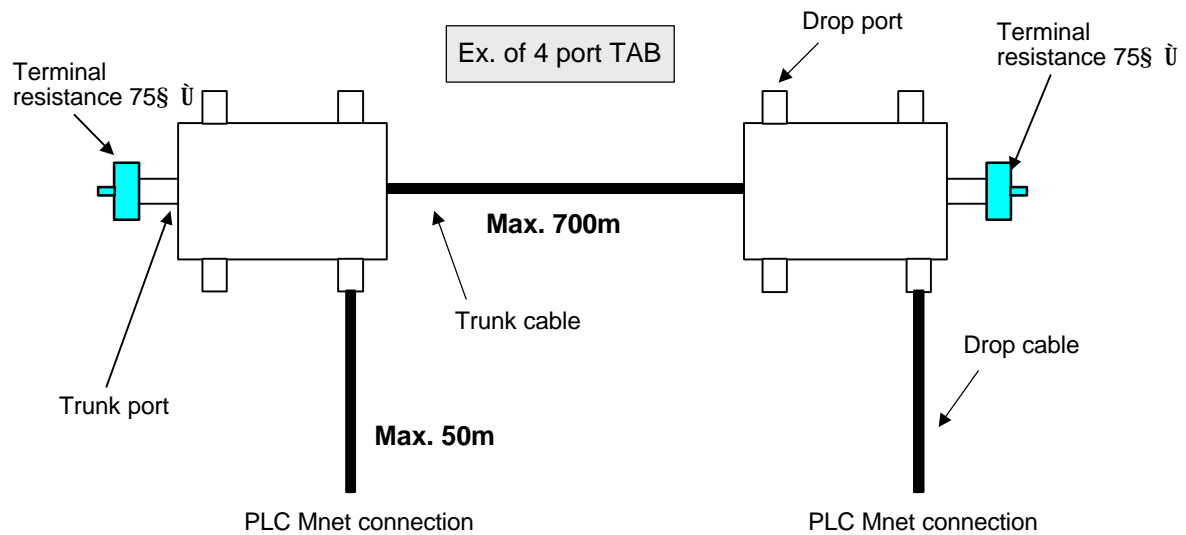 Drop port
Terminal
resistance 75§ Ù
Ex. of 4 port TAB
Terminal
resistance 75§ Ù
Max. 700m
Trunk cable
Drop cable
Trunk port
Max. 50m
PLC Mnet connection
PLC Mnet connection